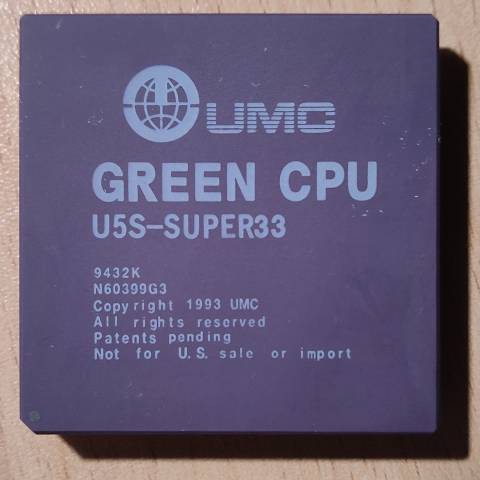 UMC
GREEN CPU
U5S-SUPER33
9432K
N60399G3
Copyright 1993 UMC
All rights reserved
Patents pending
Not for U.S. sale or import